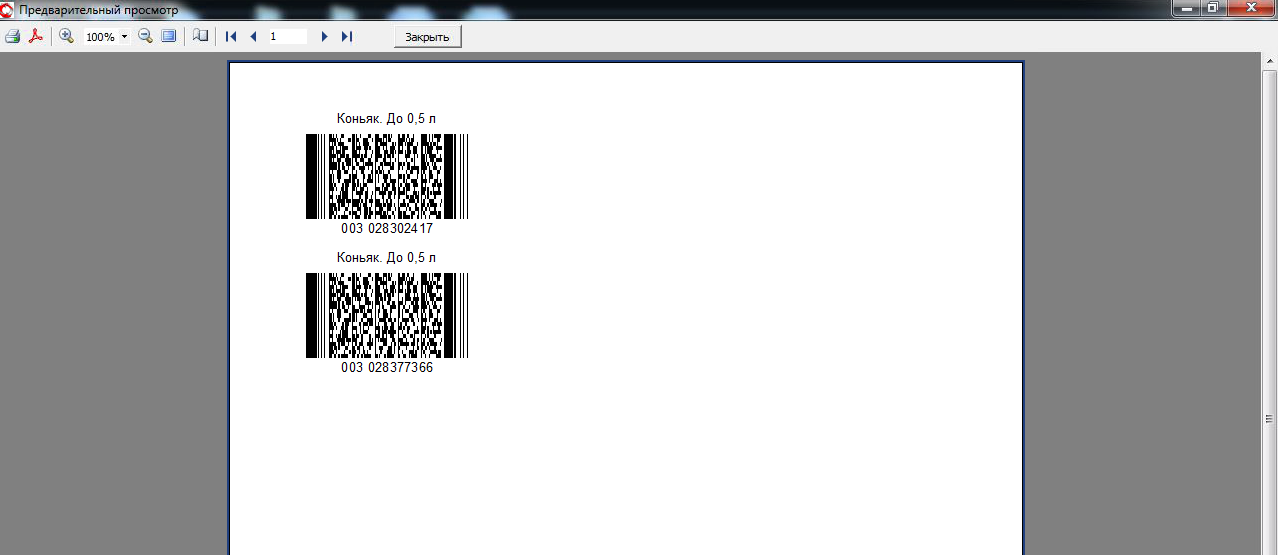 Предварительный просмотр
100%
1
Закрыть
Коньяк. До 0,5 л
003 028302417
Коньяк. До 0,5 л
003 028377366